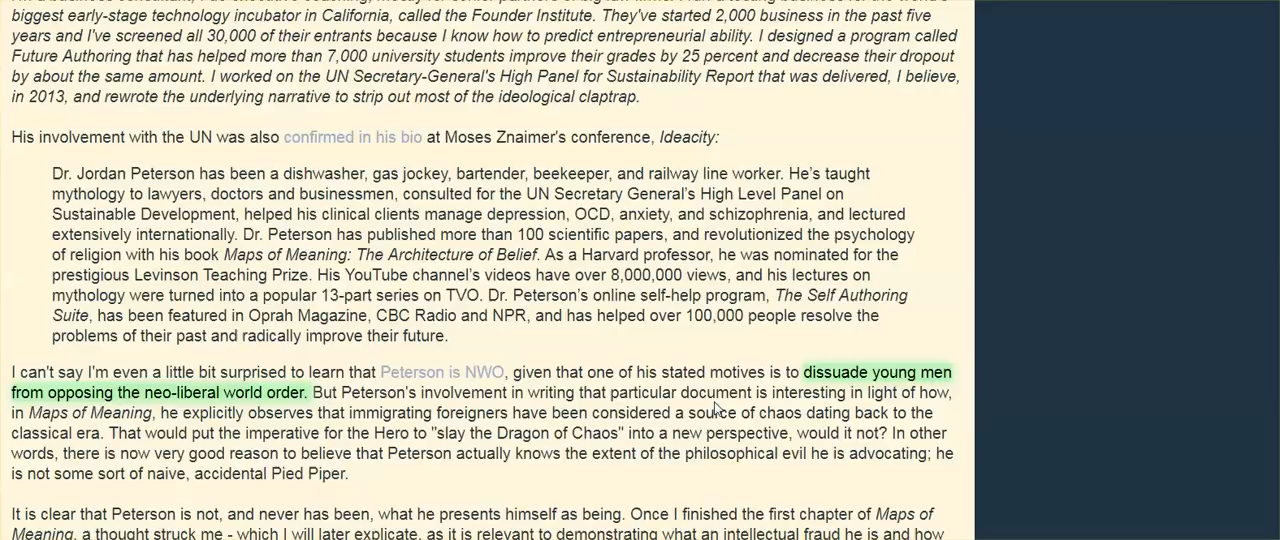 biggest early-stage technology incubator in California, called the Founder Institute. They've started 2,000 business in the past five
years and I've screened all 30,000 of their entrants because I know how to predict entrepreneurial ability. I designed a program called
Future Authoring that has helped more than 7,000 university students improve their grades by 25 percent and decrease their dropout
by about the same amount. I worked on the UN Secretary-General's High Panel for Sustainability Report that was delivered, I believe,
in 2013, and rewrote the underlying narrative to strip out most of the ideological claptrap.
His involvement with the UN was also confirmed in his bio at Moses Znaimer's conference, Ideacity:
Dr. Jordan Peterson has been a dishwasher, gas jockey, bartender, beekeeper, and railway line worker. He’s taught
mythology to lawyers, doctors and businessmen, consulted for the UN Secretary General’s High Level Panel on
Sustainable Development, helped his clinical clients manage depression, OCD, anxiety, and schizophrenia, and lectured
extensively internationally. Dr. Peterson has published more than 100 scientific papers, and revolutionized the psychology
of religion with his book Maps of Meaning: The Architecture of Belief. As a Harvard professor, he was nominated for the
prestigious Levinson Teaching Prize. His YouTube channel’s videos have over 8,000,000 views, and his lectures on
mythology were turned into a popular 13-part series on TVO. Dr. Peterson’s online self-help program, The Self Authoring
Suite, has been featured in Oprah Magazine, CBC Radio and NPR, and has helped over 100,000 people resolve the
problems of their past and radically improve their future.
I can't say I'm even a little bit surprised to learn that Peterson is NWO, given that one of his stated motives is to dissuade young men
from opposing the neo-liberal world order. But Peterson's involvement in writing that particular document is interesting in light of how,
in Maps of Meaning, he explicitly observes that immigrating foreigners have been considered a source of chaos dating back to the
classical era. That would put the imperative for the Hero to "slay the Dragon of Chaos" into a new perspective, would it not? In other
words, there is now very good reason to believe that Peterson actually knows the extent of the philosophical evil he is advocating; he
is not some sort of naive, accidental Pied Piper.
It is clear that Peterson is not, and never has been, what he presents himself as being. Once I finished the first chapter of Maps of
Meaning, a thought struck me - which I will later explicate, as it is relevant to demonstrating what an intellectual fraud he is and how